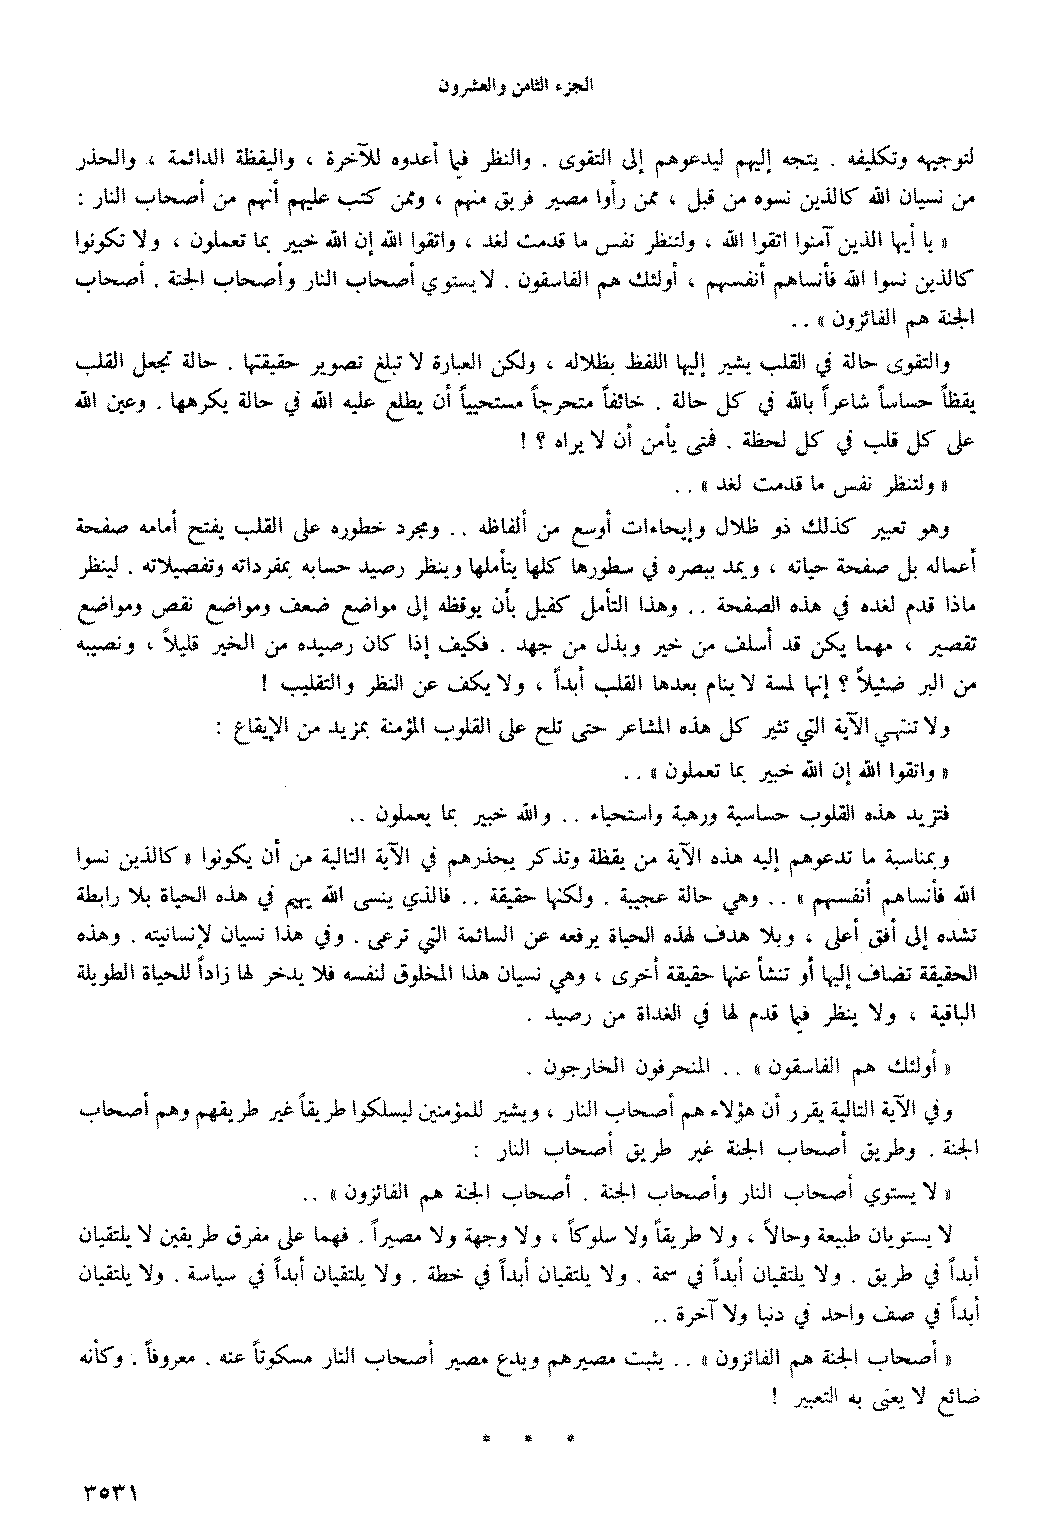 الجزء الثامن والعشرون
لتوجيهه وتكليفه . يتجه إليهم ليدعوهم إلى التقوى . والنظر فيما أعدوه للآخرة ، واليقظة الدائمة ، والحذر
من نسيان الله كالذين نسوه من قبل ، ممن رأوا مصير فريق منهم ، وممن كتب عليهم أنهم من أصحاب النار :
« يا أيها الذين آمنوا اتقوا الله ، ولتنظر نفس ما قدمت لغد ، واتقوا الله إن الله خبير بما تعملون ، ولا تكونوا
كالذين نسوا الله فأنساهم أنفسهم ، أولئك هم الفاسقون . لا يستوي أصحاب النار وأصحاب الجنة . أصحاب
الجنة هم الفائزون » ..
والتقوى حالة في القلب يشير إليها اللفظ بظلاله ، ولكن العبارة لا تبلغ تصوير حقيقتها . حالة تجعل القلب
يقظاً حساساً شاعراً بالله في كل حالة . خائفاً متحرجاً مستحيياً أن يطلع عليه الله في حالة يكرهها . وعين الله
على كل قلب في كل لحظة . فمتى يأمن أن لا يراه ؟ !
« ولتنظر نفس ما قدمت لغد » ..
وهو تعبير كذلك ذو ظلال وإيحاءات أوسع من ألفاظه .. ومجرد خطوره على القلب يفتح أمامه صفحة
أعماله بل صفحة حياته ، ويمد ببصره في سطورها كلها يتأملها وينظر رصيد حسابه بمفرداته وتفصيلاته . لينظر
ماذا قدم لغده في هذه الصفحة .. وهذا التأمل كفيل بأن يوقظه إلى مواضع ضعف ومواضع نقص ومواضع
تقصير ، مهما يكن قد أسلف من خير وبذل من جهد . فكيف إذا كان رصيده من الخير قليلاً ، ونصيبه
من البر ضئيلاً ؟ إنها لمسة لا ينام بعدها القلب أبداً ، ولا يكف عن النظر والتقليب !
ولا تنتهي الآية التي تثير كل هذه المشاعر حتى تلح على القلوب المؤمنة بمزيد من الإيقاع :
« واتقوا الله إن الله خبير بما تعملون » ..
فتزيد هذه القلوب حساسية ورهبة واستحياء .. والله خبير بما يعملون ..
وبمناسبة ما تدعوهم إليه هذه الآية من يقظة وتذكر يحذرهم في الآية التالية من أن يكونوا « كالذين نسوا
الله فأنساهم أنفسهم » .. وهي حالة عجيبة . ولكنها حقيقة .. فالذي ينسى الله يهيم في هذه الحياة بلا رابطة
تشده إلى أفق أعلى ، وبلا هدف لهذه الحياة يرفعه عن السائمة التي ترعى . وفي هذا نسيان لإنسانيته . وهذه
الحقيقة تضاف إليها أو تنشأ عنها حقيقة أخرى ، وهي نسيان هذا المخلوق لنفسه فلا يدخر لها زاداً للحياة الطويلة
الباقية ، ولا ينظر فيما قدم لها في الغداة من رصيد .
« أولئك هم الفاسقون » .. المنحرفون الخارجون .
وفي الآية التالية يقرر أن هؤلاء هم أصحاب النار ، ويشير للمؤمنين ليسلكوا طريقاً غير طريقهم وهم أصحاب
الجنة . وطريق أصحاب الجنة غير طريق أصحاب النار :
« لا يستوي أصحاب النار وأصحاب الجنة . أصحاب الجنة هم الفائزون » ..
لا يستويان طبيعة وحالاً ، ولا طريقاً ولا سلوكاً ، ولا وجهة ولا مصيراً . فهما على مفرق طريقين لا يلتقيان
أبداً في طريق . ولا يلتقيان أبداً في سمة . ولا يلتقيان أبداً في خطة . ولا يلتقيان أبداً في سياسة . ولا يلتقيان
أبداً في صف واحد في دنيا ولا آخرة ..
« أصحاب الجنة هم الفائزون » .. يثبت مصيرهم ويدع مصير أصحاب النار مسكوتاً عنه . معروفاً . وكأنه
ضائع لا يعنى به التعبير !
* * *
٣٥٣١